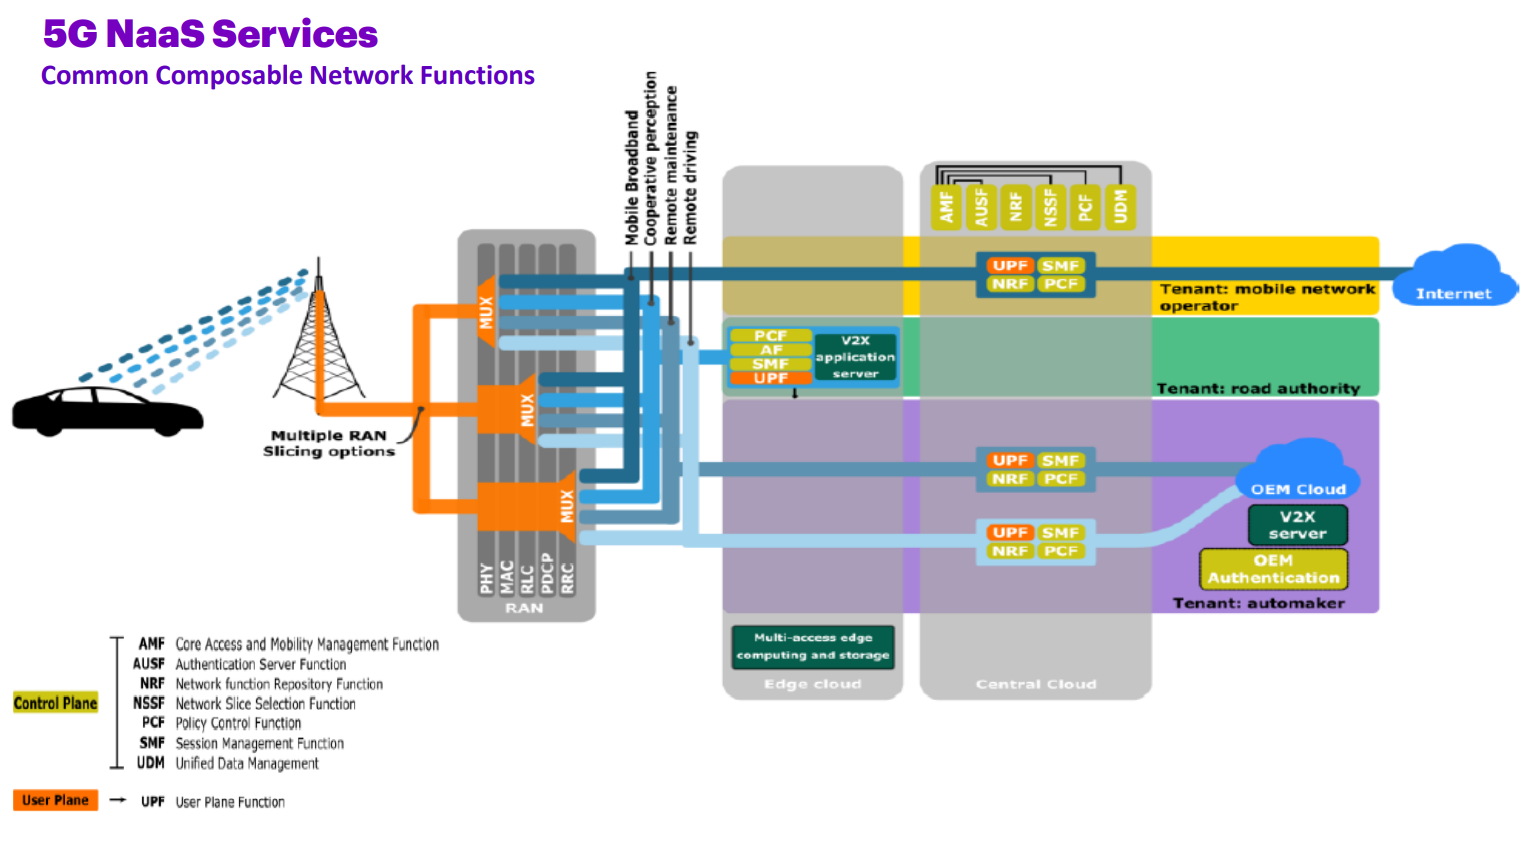 5G NaaS Services
Common Composable Network Functions
Mobile Broadband
Cooperative perception
Remote maintenance
Remote driving
AMF
AUSF
NRF
NSSF
PCF
UDM
MUX
MUX
MUX
PHY
MAC
RLC
PDCP
RRC
RAN
Multiple RAN
Slicing options
UPF SMF
NRF PCF
Tenant: mobile network
operator
Internet
PCF
AF
SMF
UPF
V2X
application
server
Tenant: road authority
UPF SMF
NRF PCF
OEM Cloud
V2X
server
UPF SMF
NRF PCF
OEM
Authentication
Tenant: automaker
Multi-access edge
computing and storage
Edge cloud
Central Cloud
Control Plane
AMF Core Access and Mobility Management Function
AUSF Authentication Server Function
NRF Network function Repository Function
NSSF Network Slice Selection Function
PCF Policy Control Function
SMF Session Management Function
UDM Unified Data Management
User Plane → UPF User Plane Function